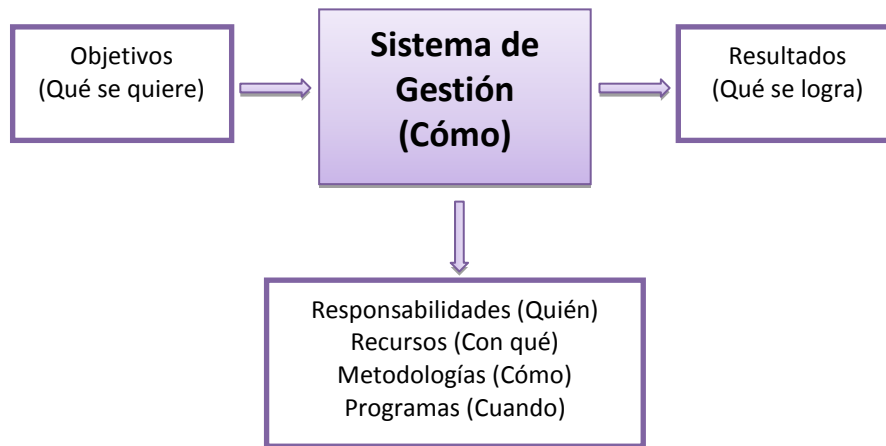 Objetivos
(Qué se quiere)
Sistema de
Gestión
(Cómo)
Resultados
(Qué se logra)
Responsabilidades (Quién)
Recursos (Con qué)
Metodologías (Cómo)
Programas (Cuando)